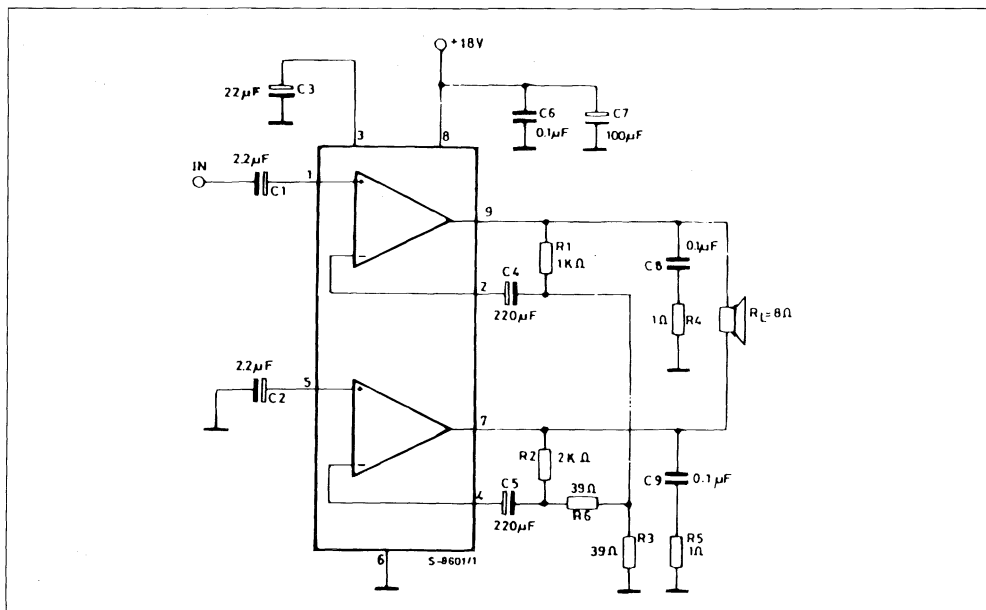 +18V
22µF
C3
C6
0.1µF
C7
100µF
3
8
IN
2.2µF
C1
1
+
9
R1
1KΩ
0.1µF
C8
−
2
C4
220µF
1Ω
R4
RL=8Ω
2.2µF
C2
5
+
7
R2
2KΩ
C9
0.1µF
−
4
C5
220µF
39Ω
R6
39Ω
R3
R5
1Ω
6
S-8601/1